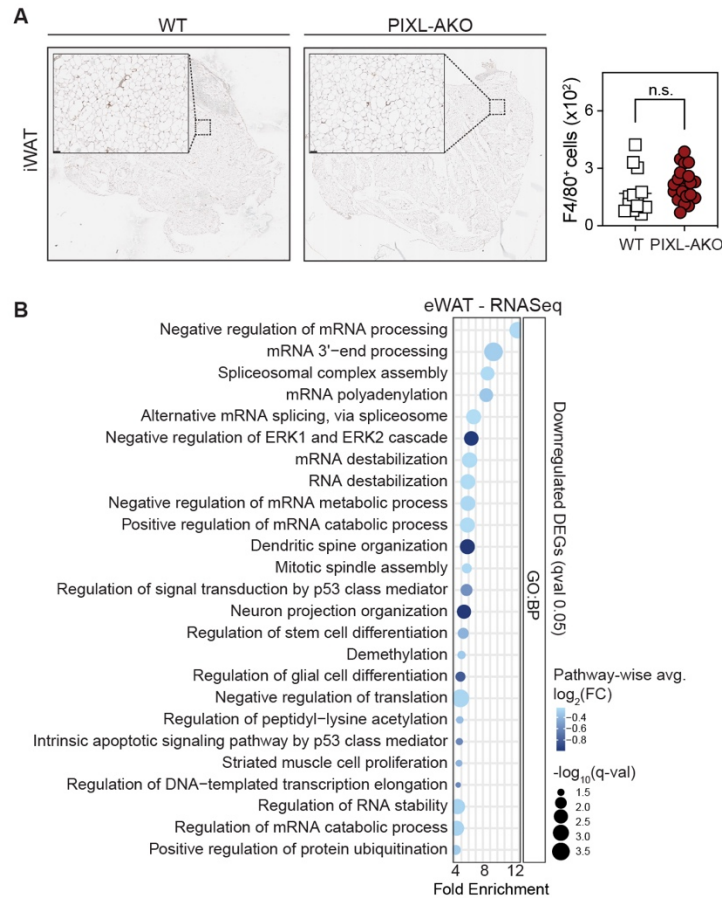 A
WT
PIXL-AKO
iWAT
F4/80⁺ cells (x10²)
6
3
0
n.s.
WT PIXL-AKO
B
eWAT - RNASeq
Negative regulation of mRNA processing
mRNA 3'−end processing
Spliceosomal complex assembly
mRNA polyadenylation
Alternative mRNA splicing, via spliceosome
Negative regulation of ERK1 and ERK2 cascade
mRNA destabilization
RNA destabilization
Negative regulation of mRNA metabolic process
Positive regulation of mRNA catabolic process
Dendritic spine organization
Mitotic spindle assembly
Regulation of signal transduction by p53 class mediator
Neuron projection organization
Regulation of stem cell differentiation
Demethylation
Regulation of glial cell differentiation
Negative regulation of translation
Regulation of peptidyl−lysine acetylation
Intrinsic apoptotic signaling pathway by p53 class mediator
Striated muscle cell proliferation
Regulation of DNA−templated transcription elongation
Regulation of RNA stability
Regulation of mRNA catabolic process
Positive regulation of protein ubiquitination
4 8 12
Fold Enrichment
GO:BP
Downregulated DEGs (qval 0.05)
Pathway-wise avg.
log₂(FC)
−0.4
−0.6
−0.8
-log₁₀(q-val)
1.5
2.0
2.5
3.0
3.5